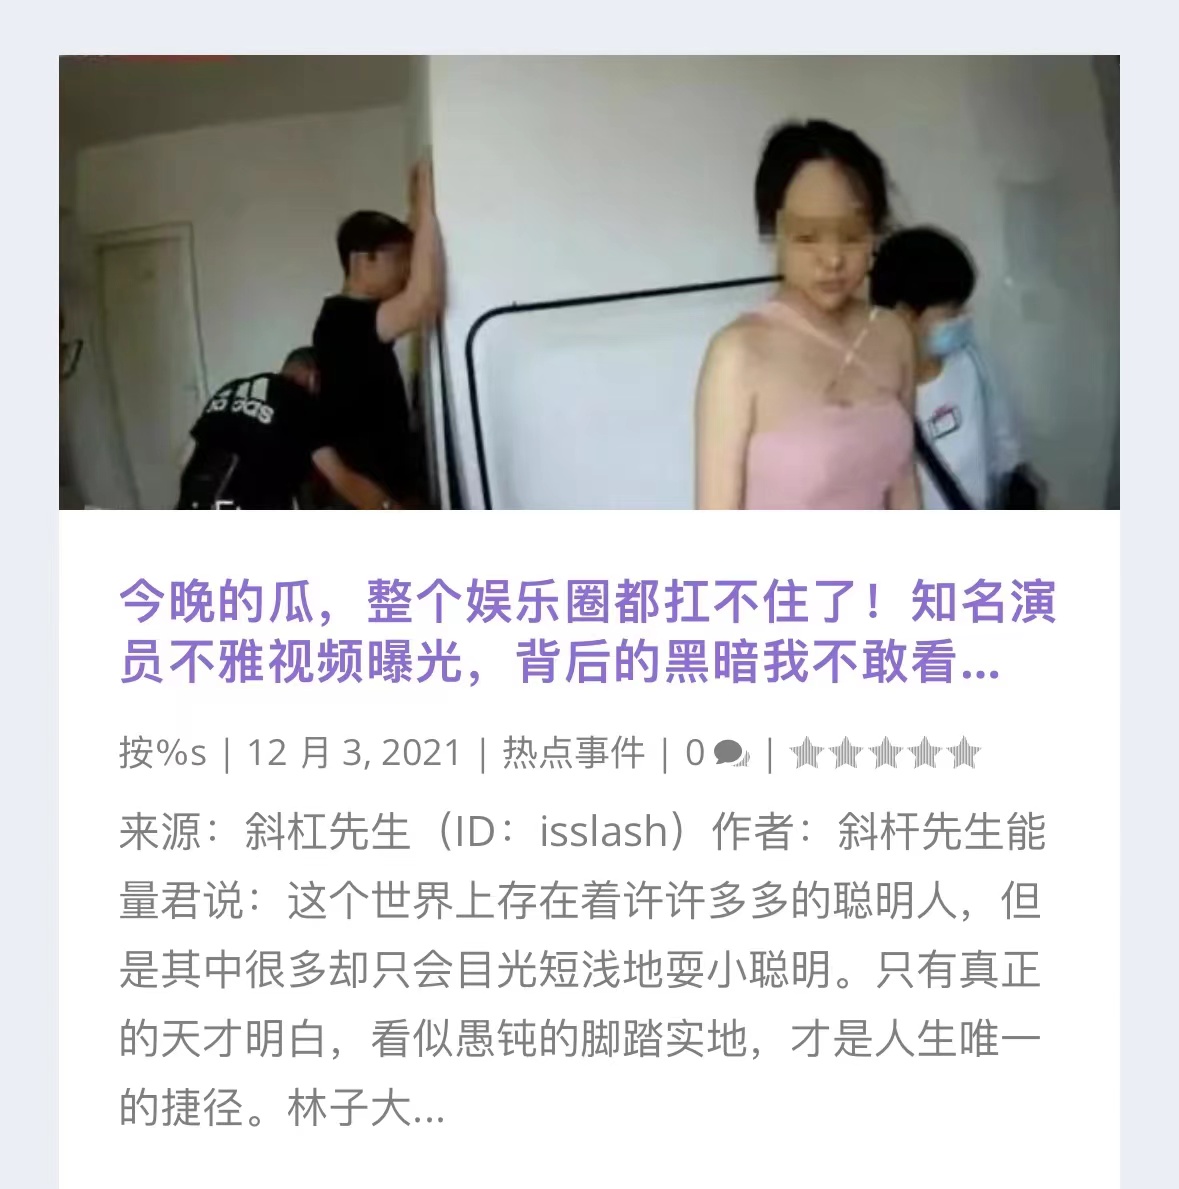 adidas
今晚的瓜，整个娱乐圈都扛不住了！知名演
员不雅视频曝光，背后的黑暗我不敢看...
按%s | 12 月 3, 2021 | 热点事件 | 0 |
来源：斜杠先生（ID：isslash）作者：斜杆先生能
量君说：这个世界上存在着许许多多的聪明人，但
是其中很多却只会目光短浅地耍小聪明。只有真正
的天才明白，看似愚钝的脚踏实地，才是人生唯一
的捷径。林子大...